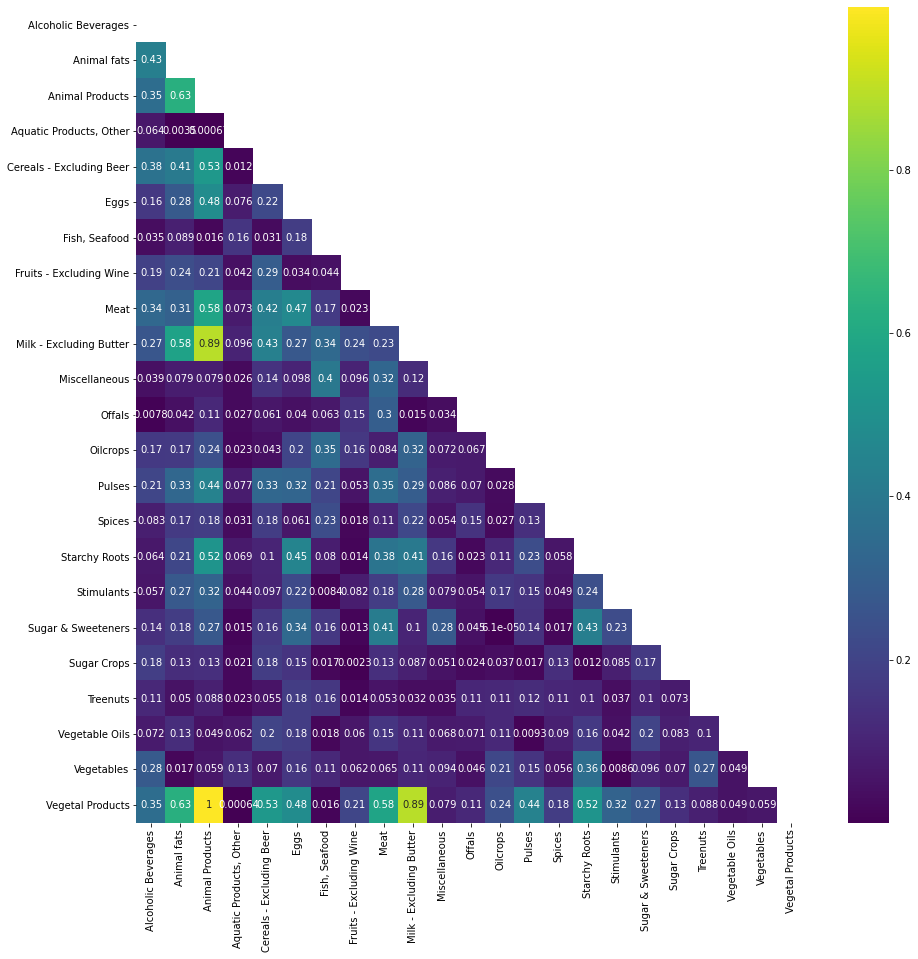 Alcoholic Beverages
Animal fats 0.43
Animal Products 0.35 0.63
Aquatic Products, Other 0.064 0.0035 0.00067
Cereals - Excluding Beer 0.38 0.41 0.53 0.012
Eggs 0.16 0.28 0.48 0.076 0.22
Fish, Seafood 0.035 0.089 0.016 0.16 0.031 0.18
Fruits - Excluding Wine 0.19 0.24 0.21 0.042 0.29 0.034 0.044
Meat 0.34 0.31 0.58 0.073 0.42 0.47 0.17 0.023
Milk - Excluding Butter 0.27 0.58 0.89 0.096 0.43 0.27 0.34 0.24 0.23
Miscellaneous 0.039 0.079 0.079 0.026 0.14 0.098 0.4 0.096 0.32 0.12
Offals 0.0078 0.042 0.11 0.027 0.061 0.04 0.063 0.15 0.3 0.015 0.034
Oilcrops 0.17 0.17 0.24 0.023 0.043 0.2 0.35 0.16 0.084 0.32 0.072 0.067
Pulses 0.21 0.33 0.44 0.077 0.33 0.32 0.21 0.053 0.35 0.29 0.086 0.07 0.028
Spices 0.083 0.17 0.18 0.031 0.18 0.061 0.23 0.018 0.11 0.22 0.054 0.15 0.027 0.13
Starchy Roots 0.064 0.21 0.52 0.069 0.1 0.45 0.08 0.014 0.38 0.41 0.16 0.023 0.11 0.23 0.058
Stimulants 0.057 0.27 0.32 0.044 0.097 0.22 0.0084 0.082 0.18 0.28 0.079 0.054 0.17 0.15 0.049 0.24
Sugar & Sweeteners 0.14 0.18 0.27 0.015 0.16 0.34 0.16 0.013 0.41 0.1 0.28 0.045 6.1e-05 0.14 0.017 0.43 0.23
Sugar Crops 0.18 0.13 0.13 0.021 0.18 0.15 0.017 0.0023 0.13 0.087 0.051 0.024 0.037 0.017 0.13 0.012 0.085 0.17
Treenuts 0.11 0.05 0.088 0.023 0.055 0.18 0.16 0.014 0.053 0.032 0.035 0.11 0.11 0.12 0.11 0.1 0.037 0.1 0.073
Vegetable Oils 0.072 0.13 0.049 0.062 0.2 0.18 0.018 0.06 0.15 0.11 0.068 0.071 0.11 0.0093 0.09 0.16 0.042 0.2 0.083 0.1
Vegetables 0.28 0.017 0.059 0.13 0.07 0.16 0.11 0.062 0.065 0.11 0.094 0.046 0.21 0.15 0.056 0.36 0.0086 0.096 0.07 0.27 0.049
Vegetal Products 0.35 0.63 1 0.00064 0.53 0.48 0.016 0.21 0.58 0.89 0.079 0.11 0.24 0.44 0.18 0.52 0.32 0.27 0.13 0.088 0.049 0.059
Alcoholic Beverages
Animal fats
Animal Products
Aquatic Products, Other
Cereals - Excluding Beer
Eggs
Fish, Seafood
Fruits - Excluding Wine
Meat
Milk - Excluding Butter
Miscellaneous
Offals
Oilcrops
Pulses
Spices
Starchy Roots
Stimulants
Sugar & Sweeteners
Sugar Crops
Treenuts
Vegetable Oils
Vegetables
Vegetal Products
0.8
0.6
0.4
0.2